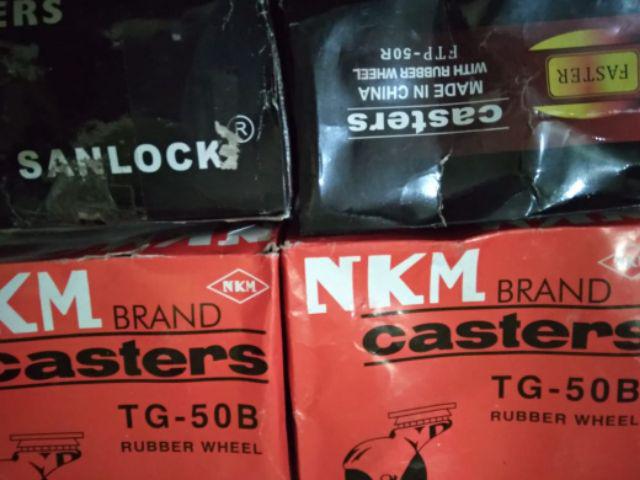 ERS
SANLOCK®
casters
MADE IN CHINA
WITH RUBBER WHEEL
FTP-50R
FASTER
NKM BRAND
NKM
casters
TG-50B
RUBBER WHEEL
NKM BRAND
casters
TG-50B
RUBBER WHEEL